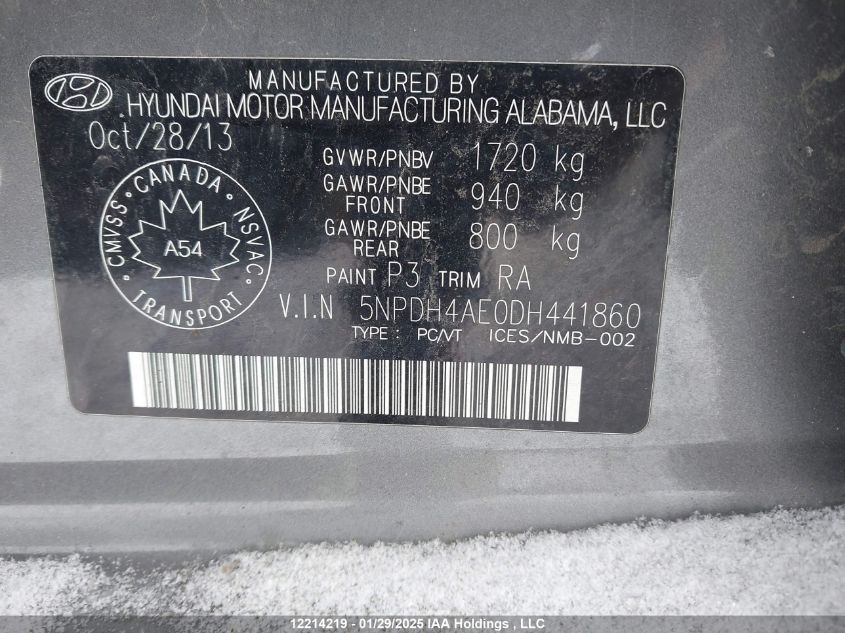 MANUFACTURED BY
HYUNDAI MOTOR MANUFACTURING ALABAMA, LLC
Oct/28/13
GVWR/PNBV 1720 kg
GAWR/PNBE FRONT 940 kg
GAWR/PNBE REAR 800 kg
CMVSS CANADA NSVAC
A54
TRANSPORT
PAINT P3 TRIM RA
V.I.N 5NPDH4AE0DH441860
TYPE: PC/VT ICES/NMB-002
12214219 - 01/29/2025 IAA Holdings , LLC